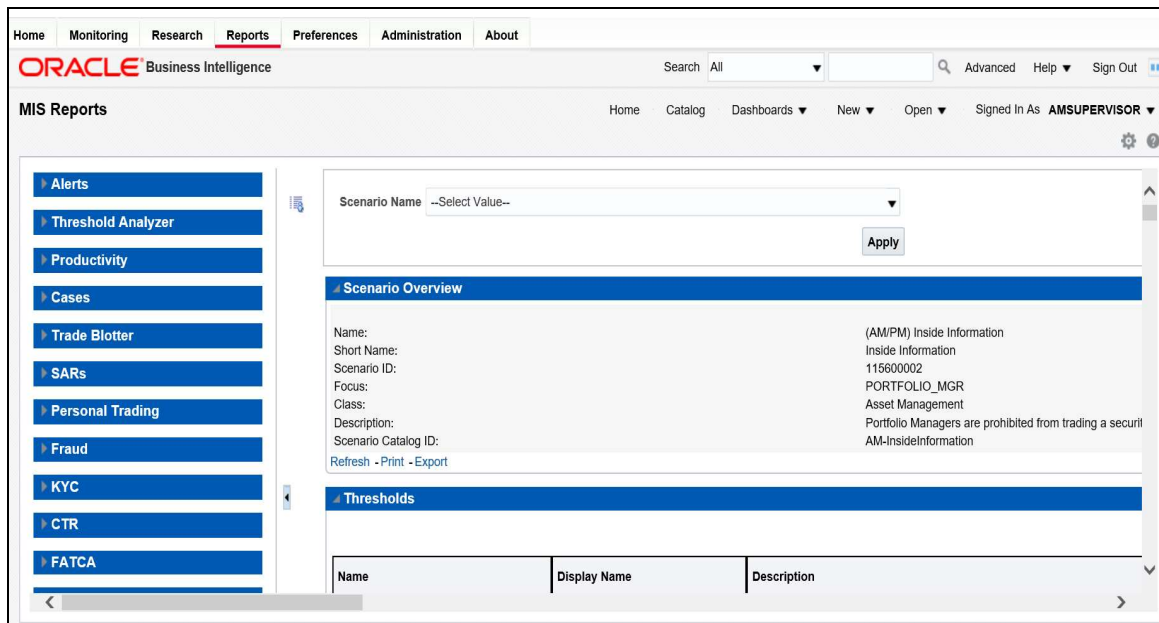 Home Monitoring Research Reports Preferences Administration About
ORACLE Business Intelligence Search All Advanced Help Sign Out
MIS Reports Home Catalog Dashboards New Open Signed In As AMSUPERVISOR
Alerts
Threshold Analyzer
Productivity
Cases
Trade Blotter
SARs
Personal Trading
Fraud
KYC
CTR
FATCA
Scenario Name --Select Value--
Apply
Scenario Overview
Name: (AM/PM) Inside Information
Short Name: Inside Information
Scenario ID: 115600002
Focus: PORTFOLIO_MGR
Class: Asset Management
Description: Portfolio Managers are prohibited from trading a securit
Scenario Catalog ID: AM-InsideInformation
Refresh - Print - Export
Thresholds
Name Display Name Description